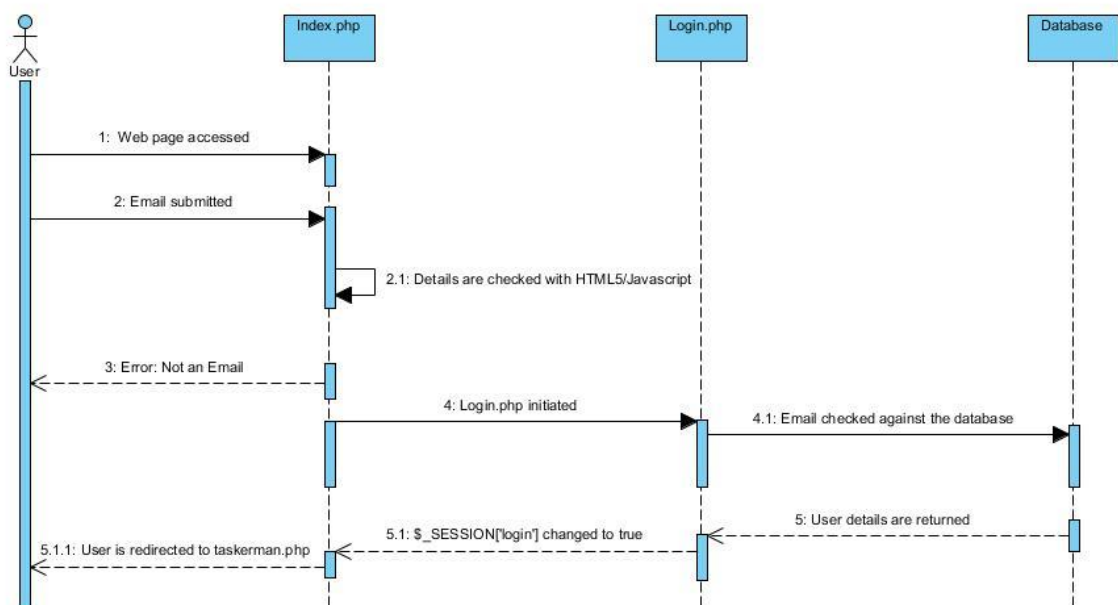 Index.php
Login.php
Database
User
1: Web page accessed
2: Email submitted
2.1: Details are checked with HTML5/Javascript
3: Error: Not an Email
4: Login.php initiated
4.1: Email checked against the database
5: User details are returned
5.1: $_SESSION['login'] changed to true
5.1.1: User is redirected to taskerman.php